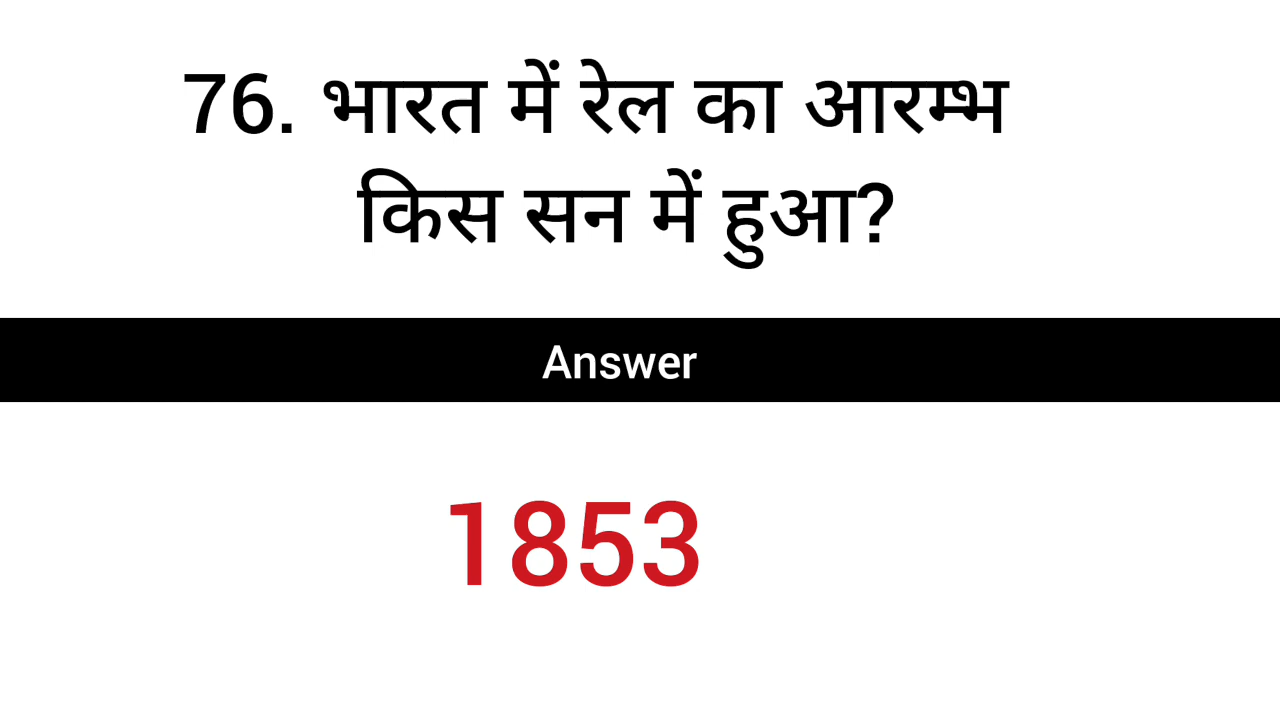 76. भारत में रेल का आरम्भ
किस सन में हुआ?
Answer
1853